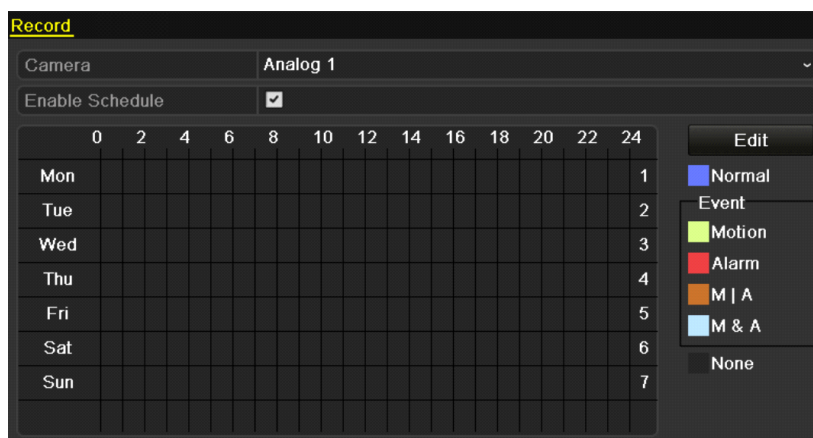 Record
Camera Analog 1
Enable Schedule
0 2 4 6 8 10 12 14 16 18 20 22 24 Edit
Mon 1 Normal
Event
Tue 2
Motion
Wed 3
Alarm
Thu 4
M | A
Fri 5
M & A
Sat 6
None
Sun 7